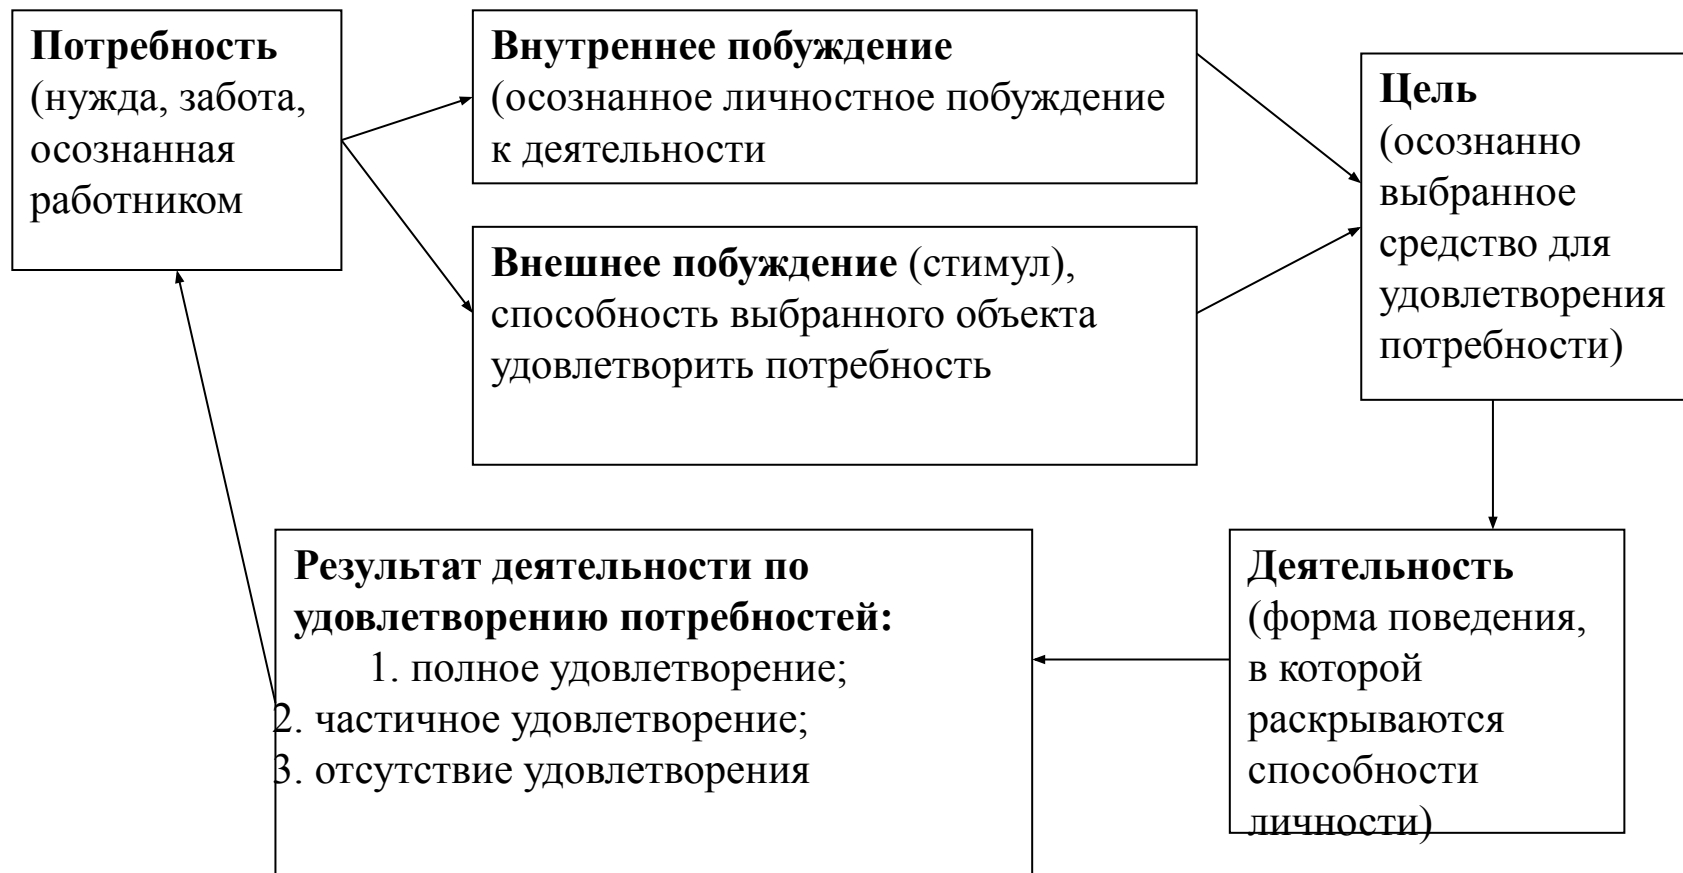 Потребность
(нужда, забота,
осознанная
работником
Внутреннее побуждение
(осознанное личностное побуждение
к деятельности
Внешнее побуждение (стимул),
способность выбранного объекта
удовлетворить потребность
Цель
(осознанно
выбранное
средство для
удовлетворения
потребности)
Результат деятельности по
удовлетворению потребностей:
1. полное удовлетворение;
2. частичное удовлетворение;
3. отсутствие удовлетворения
Деятельность
(форма поведения,
в которой
раскрываются
способности
личности)